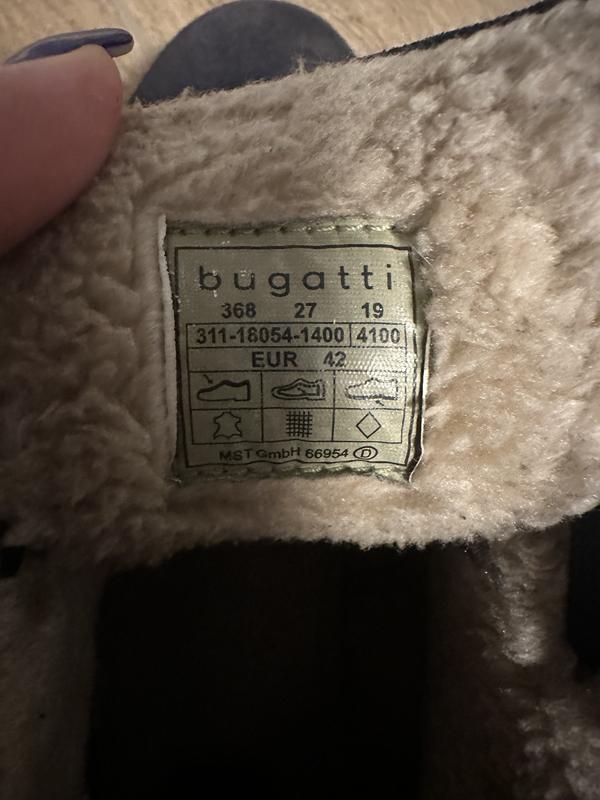 bugatti
368 27 19
311-18054-1400 4100
EUR 42
MST GmbH 66954 D